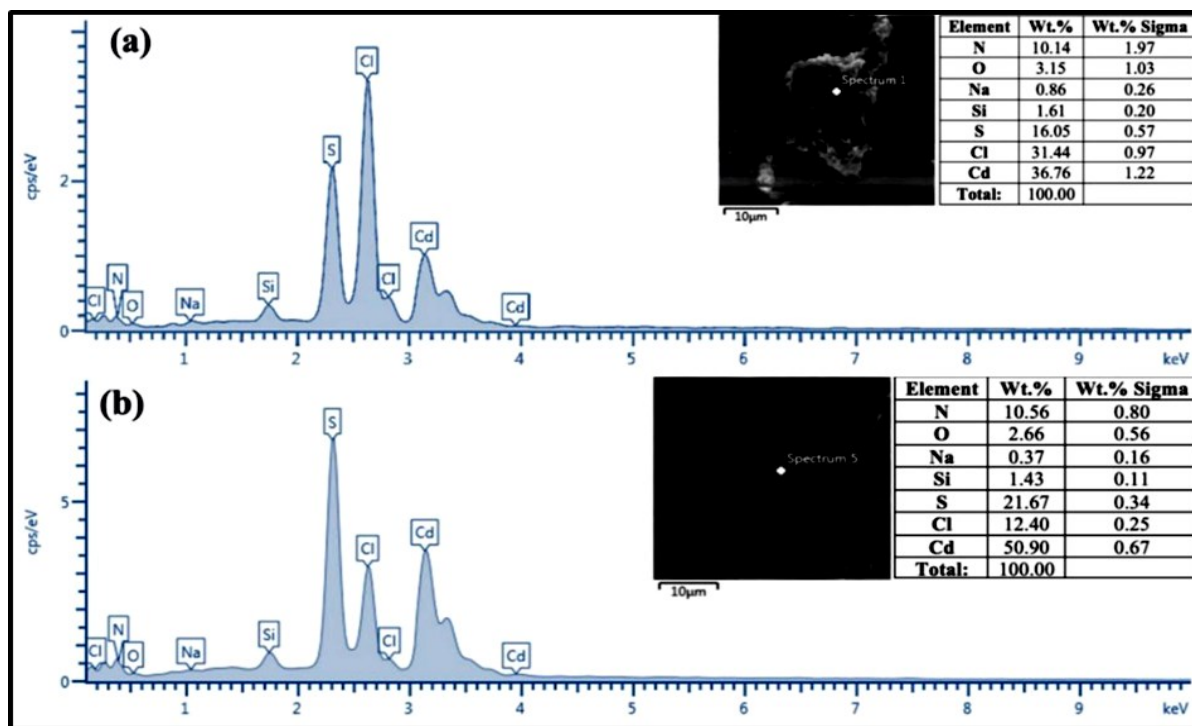 (a)
cps/eV
2
0
Cl
N
O
Na
Si
S
Cl
Cl
Cd
Cd
1 2 3 4 5 6 7 8 9 keV
Spectrum 1
10µm
Element Wt.% Wt.% Sigma
N 10.14 1.97
O 3.15 1.03
Na 0.86 0.26
Si 1.61 0.20
S 16.05 0.57
Cl 31.44 0.97
Cd 36.76 1.22
Total: 100.00
(b)
cps/eV
5
0
Cl
N
O
Na
Si
S
Cl
Cl
Cd
Cd
1 2 3 4 5 6 7 8 9 keV
Spectrum 5
10µm
Element Wt.% Wt.% Sigma
N 10.56 0.80
O 2.66 0.56
Na 0.37 0.16
Si 1.43 0.11
S 21.67 0.34
Cl 12.40 0.25
Cd 50.90 0.67
Total: 100.00